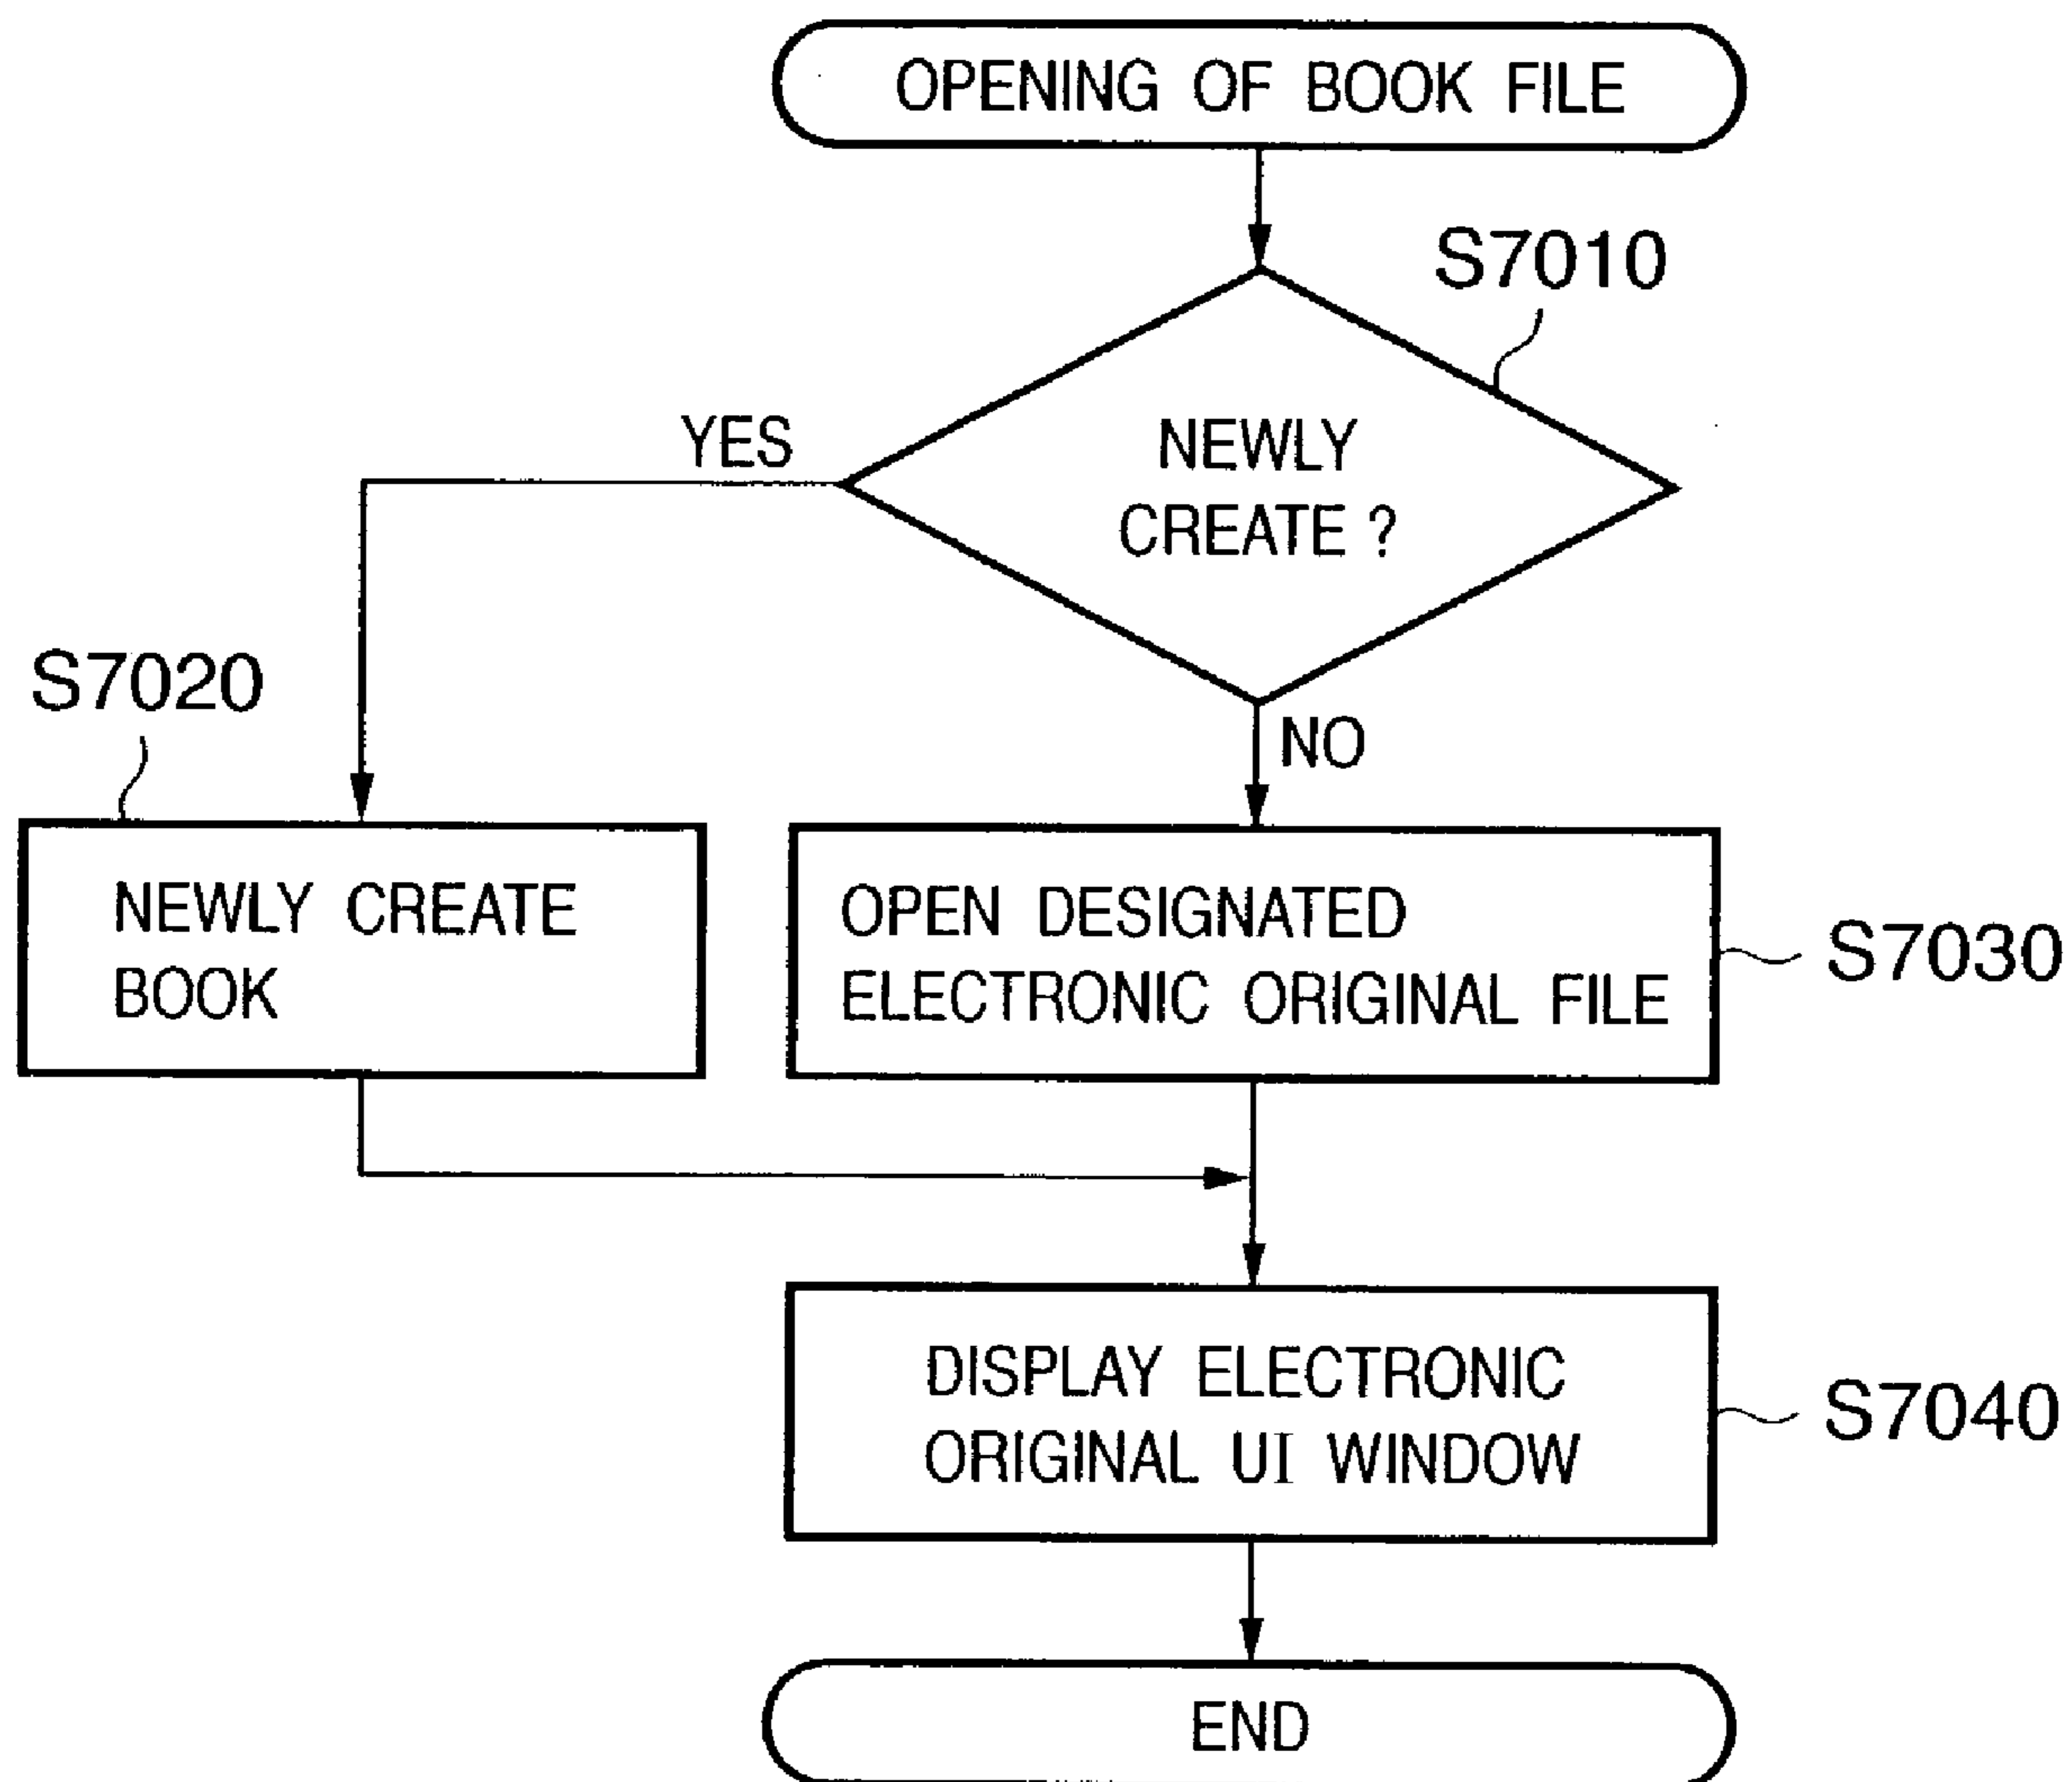 OPENING OF BOOK FILE
S7010
NEWLY
CREATE ?
YES
NO
S7020
NEWLY CREATE
BOOK
OPEN DESIGNATED
ELECTRONIC ORIGINAL FILE
S7030
DISPLAY ELECTRONIC
ORIGINAL UI WINDOW
S7040
END